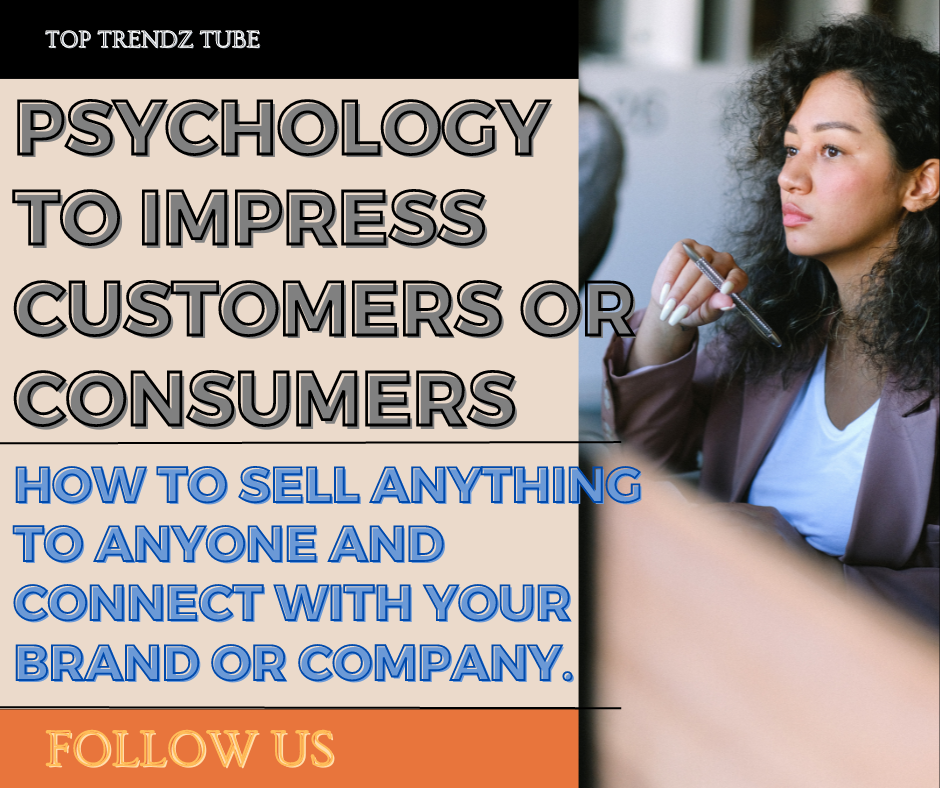 TOP TRENDZ TUBE
PSYCHOLOGY
TO IMPRESS
CUSTOMERS OR
CONSUMERS
HOW TO SELL ANYTHING
TO ANYONE AND
CONNECT WITH YOUR
BRAND OR COMPANY.
FOLLOW US